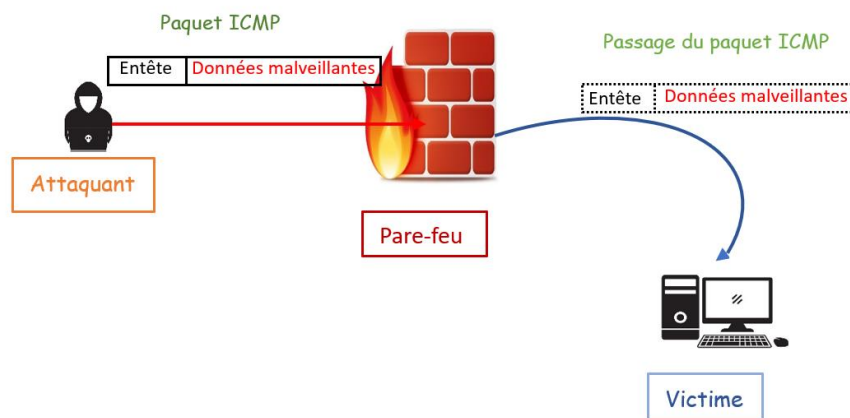 Paquet ICMP
Entête Données malveillantes
Attaquant
Pare-feu
Passage du paquet ICMP
Entête Données malveillantes
Victime